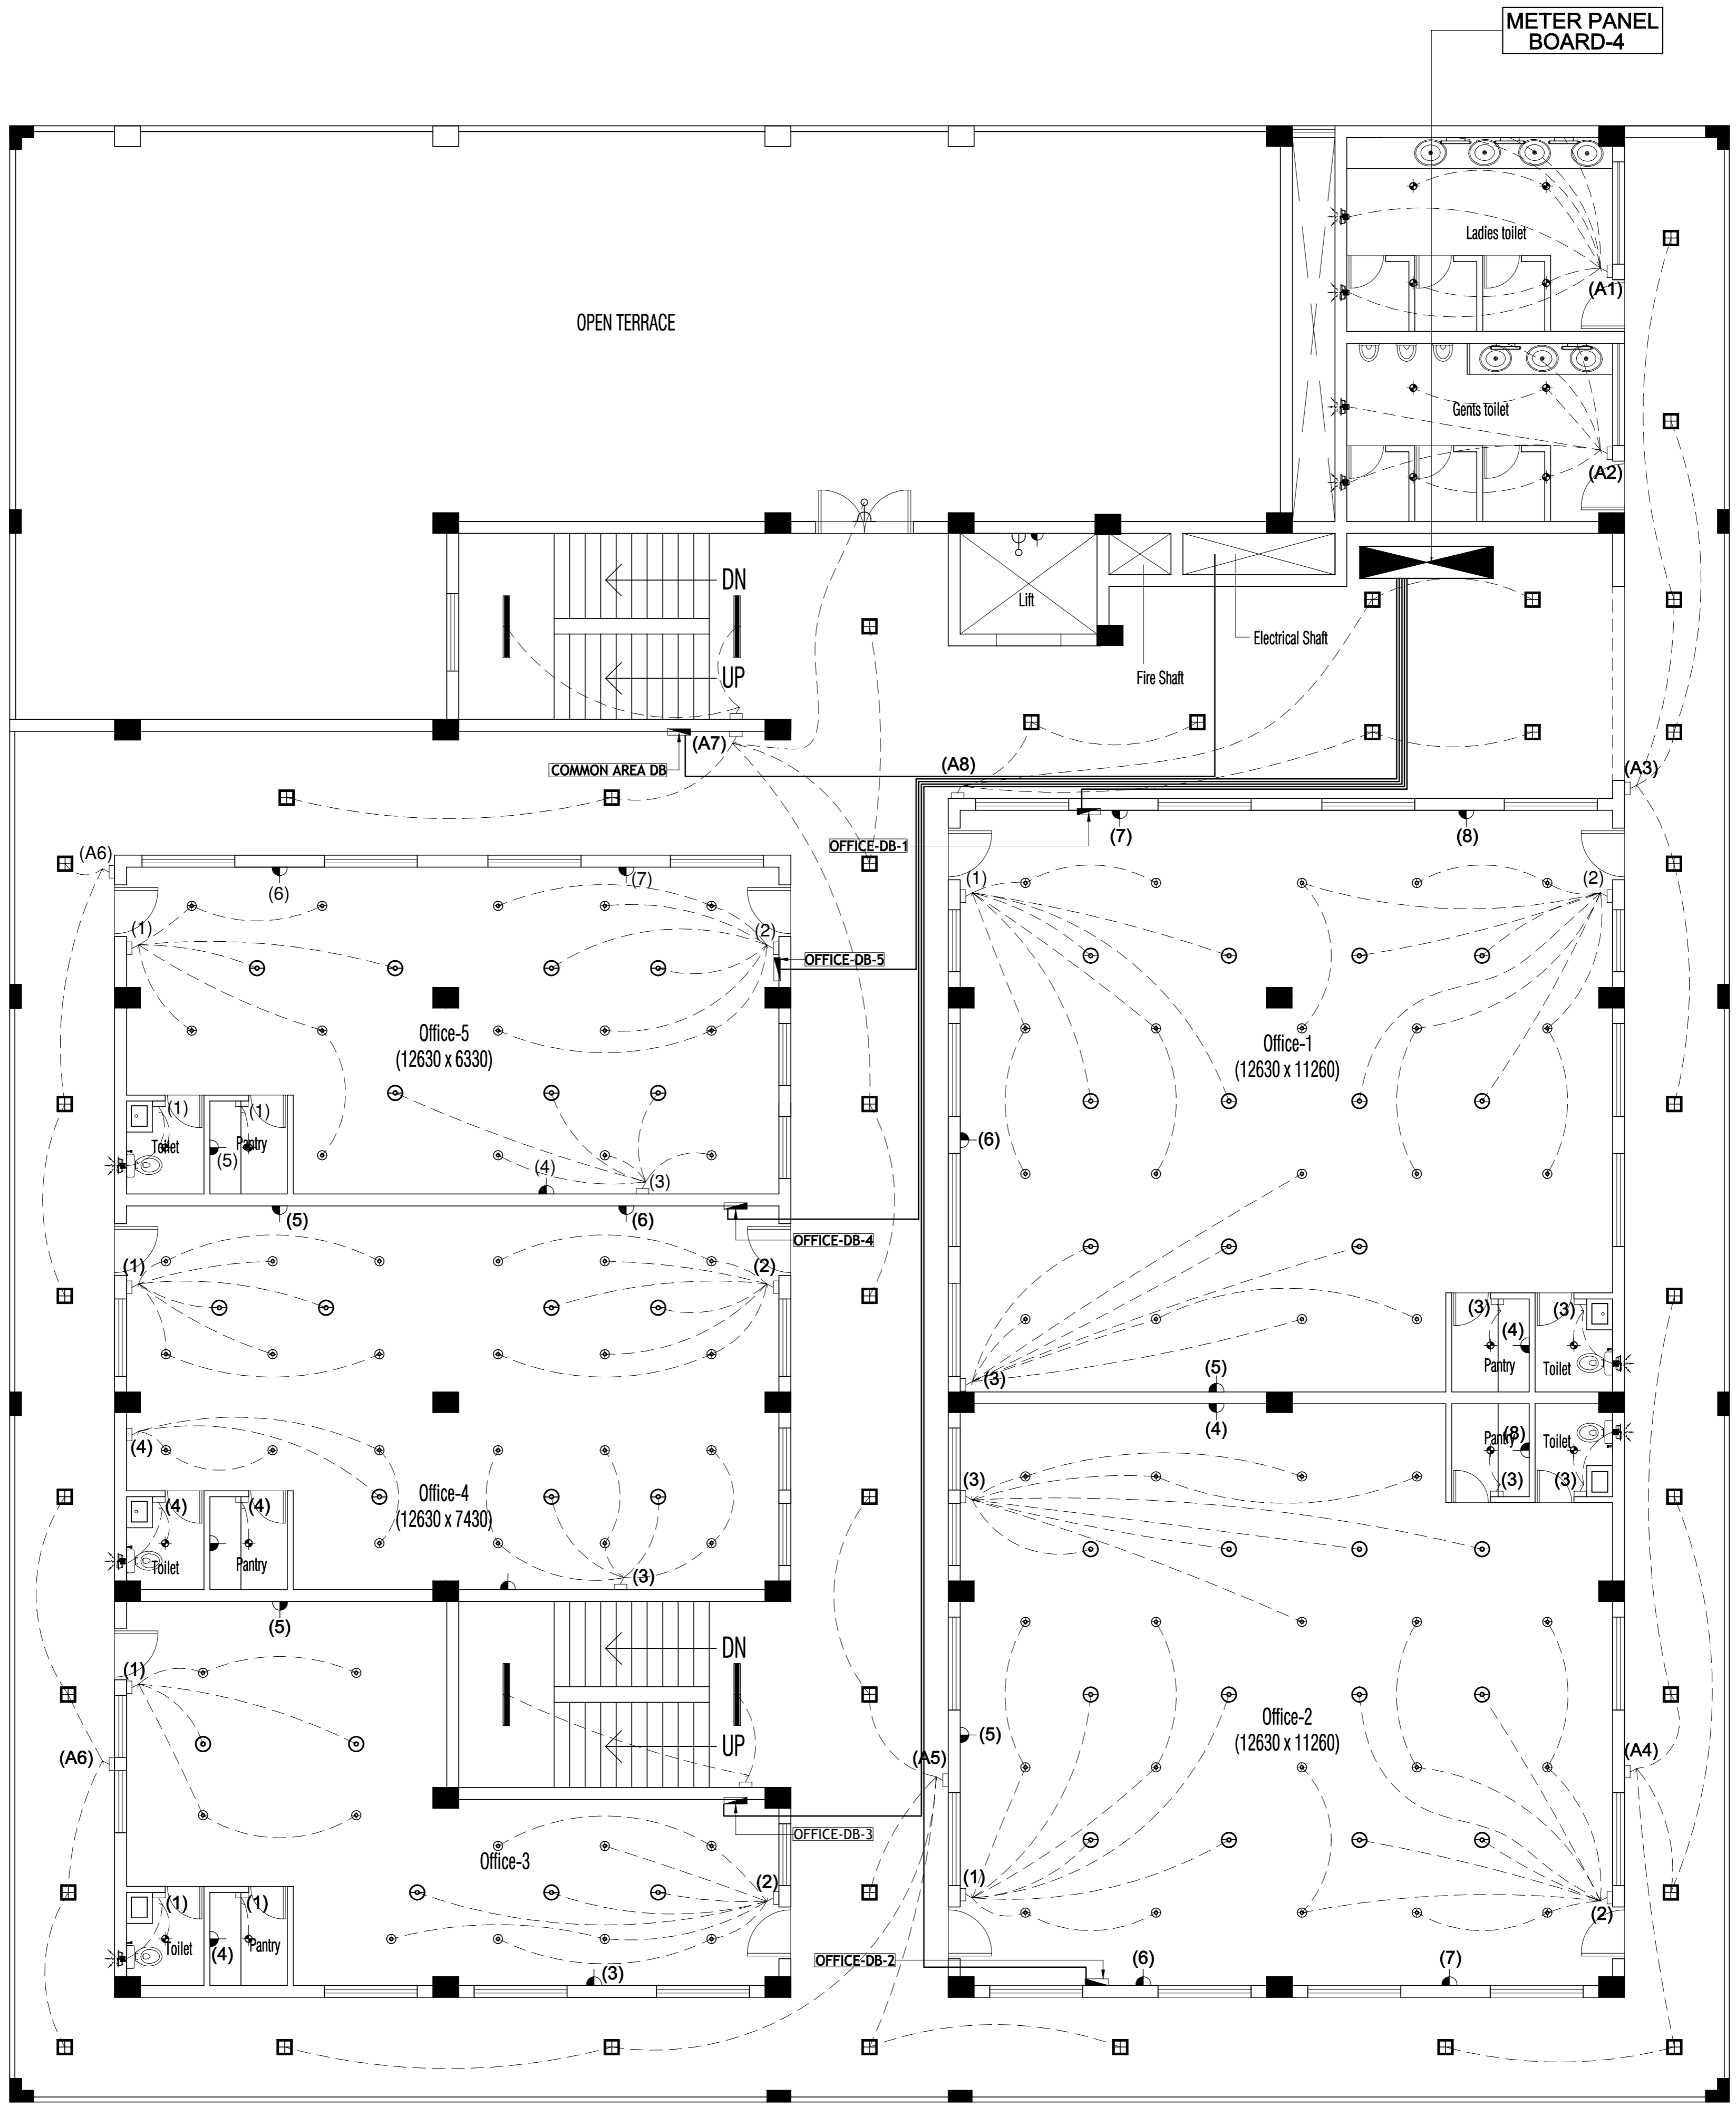 METER PANEL
BOARD-4
Ladies toilet
(A1)
OPEN TERRACE
Gents toilet
(A2)
DN
UP
Lift
Electrical Shaft
Fire Shaft
(A7)
COMMON AREA DB
(A8)
(A3)
OFFICE-DB-1
(7)
(8)
(A6)
(6)
(7)
(1)
(2)
(1)
(2)
OFFICE-DB-5
Office-5
(12630 x 6330)
Office-1
(12630 x 11260)
(1)
(1)
Toilet
Pantry
(5)
(6)
(4)
(3)
(5)
(6)
OFFICE-DB-4
(1)
(2)
(3)
(3)
(4)
Pantry
Toilet
(5)
(3)
(4)
(4)
Pantry
(8)
Toilet
(3)
(3)
(3)
Office-4
(12630 x 7430)
(4)
(4)
Toilet
Pantry
(3)
(5)
(1)
DN
UP
Office-2
(12630 x 11260)
(5)
(A6)
(A5)
(A4)
OFFICE-DB-3
Office-3
(2)
(1)
(2)
(1)
(1)
Toilet
(4)
Pantry
(3)
OFFICE-DB-2
(6)
(7)